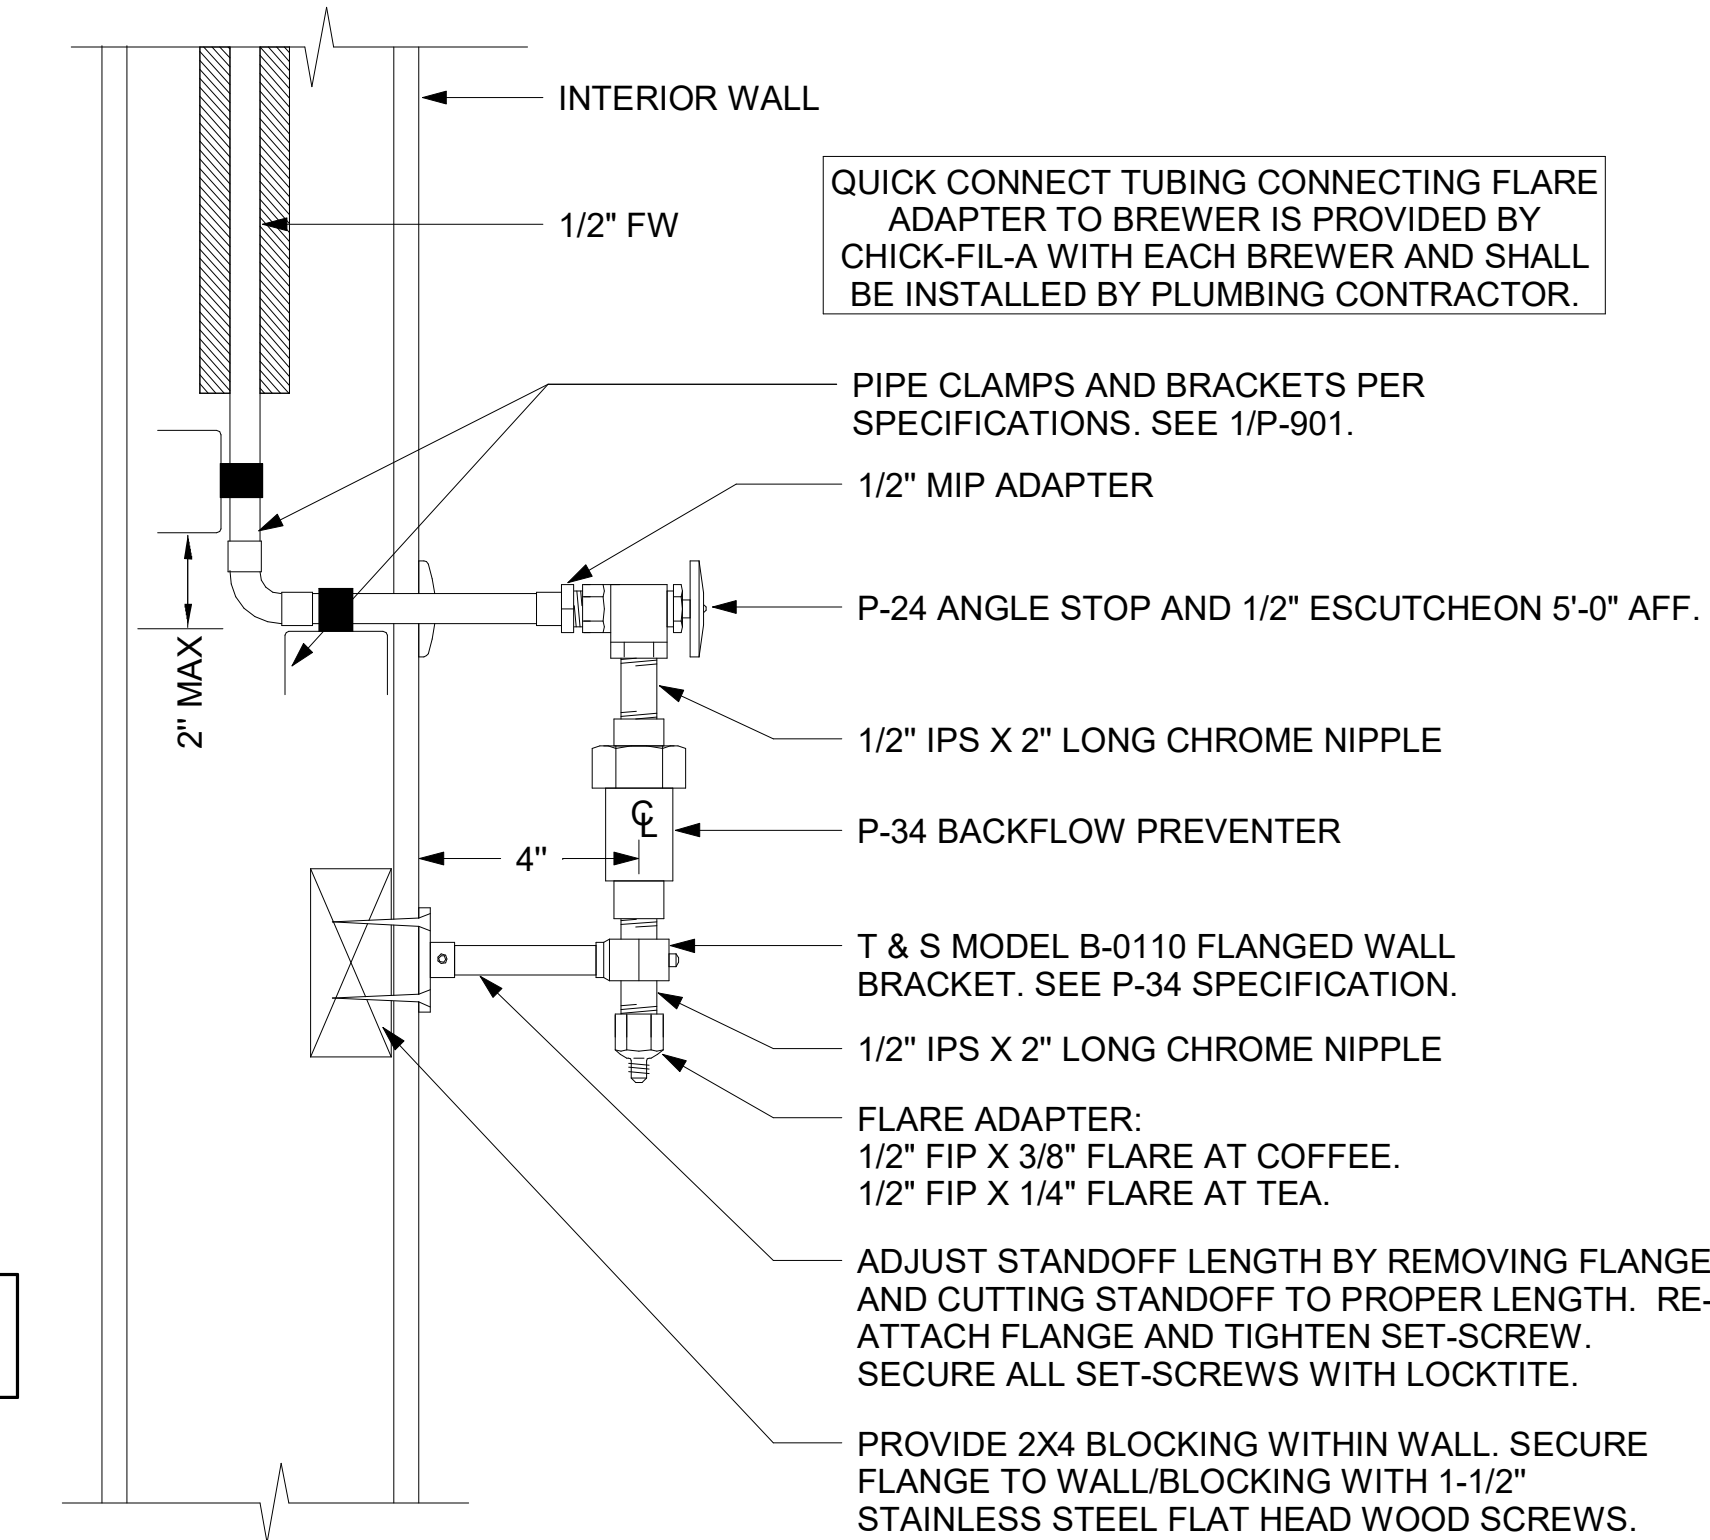 INTERIOR WALL
QUICK CONNECT TUBING CONNECTING FLARE
ADAPTER TO BREWER IS PROVIDED BY
CHICK-FIL-A WITH EACH BREWER AND SHALL
BE INSTALLED BY PLUMBING CONTRACTOR.
1/2" FW
PIPE CLAMPS AND BRACKETS PER
SPECIFICATIONS. SEE 1/P-901.
1/2" MIP ADAPTER
P-24 ANGLE STOP AND 1/2" ESCUTCHEON 5'-0" AFF.
2" MAX
1/2" IPS X 2" LONG CHROME NIPPLE
CL
P-34 BACKFLOW PREVENTER
4"
T & S MODEL B-0110 FLANGED WALL
BRACKET. SEE P-34 SPECIFICATION.
1/2" IPS X 2" LONG CHROME NIPPLE
FLARE ADAPTER:
1/2" FIP X 3/8" FLARE AT COFFEE.
1/2" FIP X 1/4" FLARE AT TEA.
ADJUST STANDOFF LENGTH BY REMOVING FLANGE
AND CUTTING STANDOFF TO PROPER LENGTH.  RE-
ATTACH FLANGE AND TIGHTEN SET-SCREW.
SECURE ALL SET-SCREWS WITH LOCKTITE.
PROVIDE 2X4 BLOCKING WITHIN WALL. SECURE
FLANGE TO WALL/BLOCKING WITH 1-1/2"
STAINLESS STEEL FLAT HEAD WOOD SCREWS.